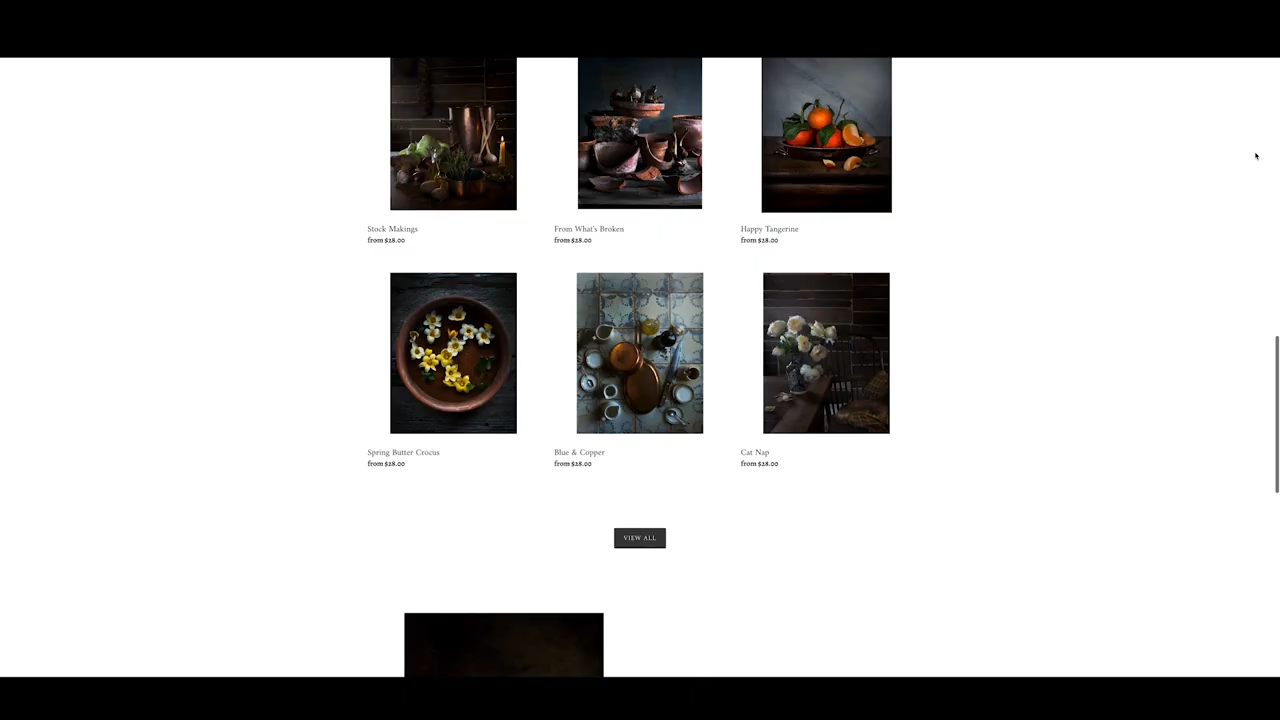 Stock Makings
from $28.00
From What's Broken
from $28.00
Happy Tangerine
from $28.00
Spring Butter Crocus
from $28.00
Blue & Copper
from $28.00
Cat Nap
from $28.00
VIEW ALL